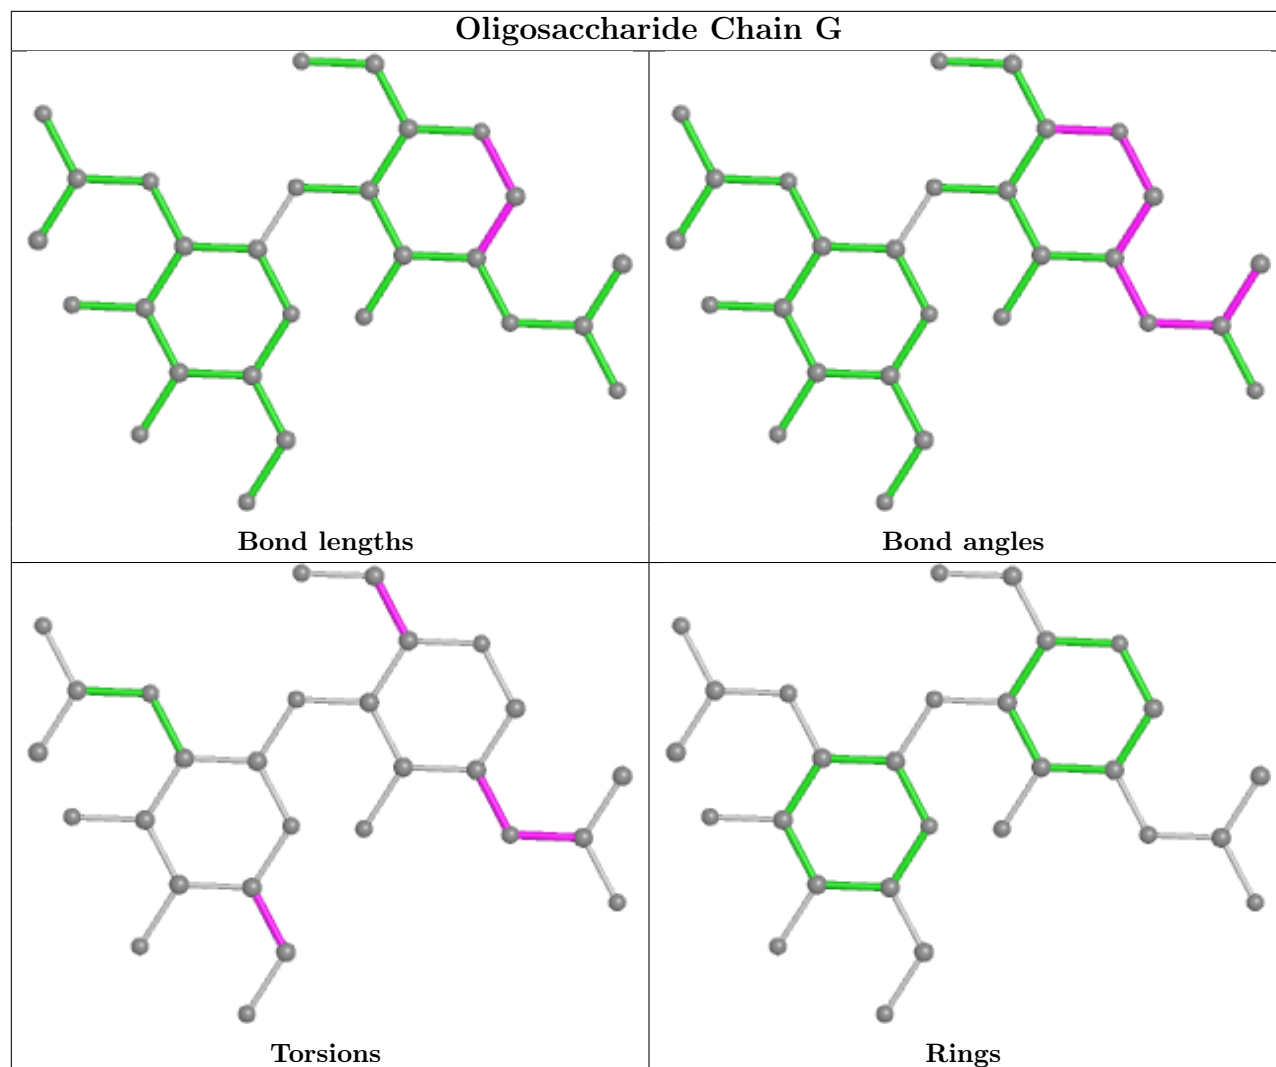 Oligosaccharide Chain G
Bond lengths
Bond angles
Torsions
Rings